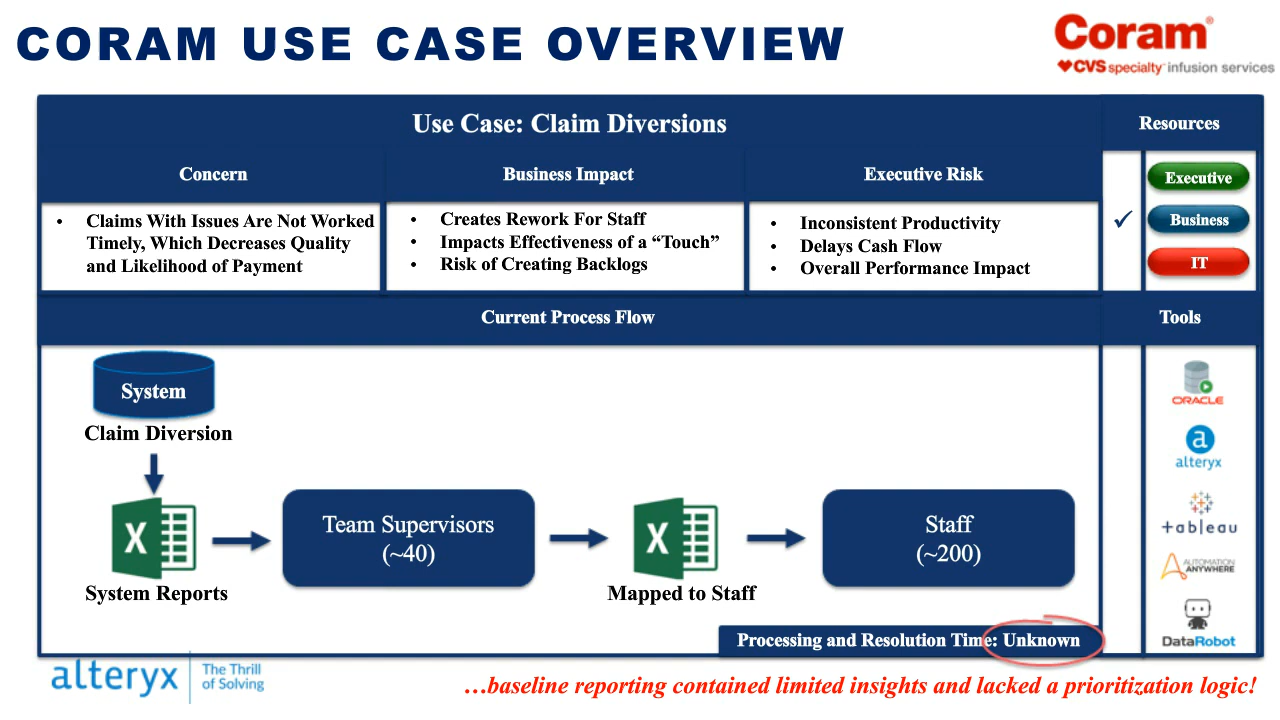 CORAM USE CASE OVERVIEW
Coram®
CVS specialty™ infusion services
Use Case: Claim Diversions
Resources
Concern
Business Impact
Executive Risk
• Claims With Issues Are Not Worked
Timely, Which Decreases Quality
and Likelihood of Payment
• Creates Rework For Staff
• Impacts Effectiveness of a “Touch”
• Risk of Creating Backlogs
• Inconsistent Productivity
• Delays Cash Flow
• Overall Performance Impact
✓
Executive
Business
IT
Current Process Flow
Tools
System
Claim Diversion
X
System Reports
Team Supervisors
(~40)
X
Mapped to Staff
Staff
(~200)
Processing and Resolution Time: Unknown
ORACLE
a
alteryx
+ableau
AUTOMATION
ANYWHERE
DataRobot
alteryx
The Thrill
of Solving
…baseline reporting contained limited insights and lacked a prioritization logic!